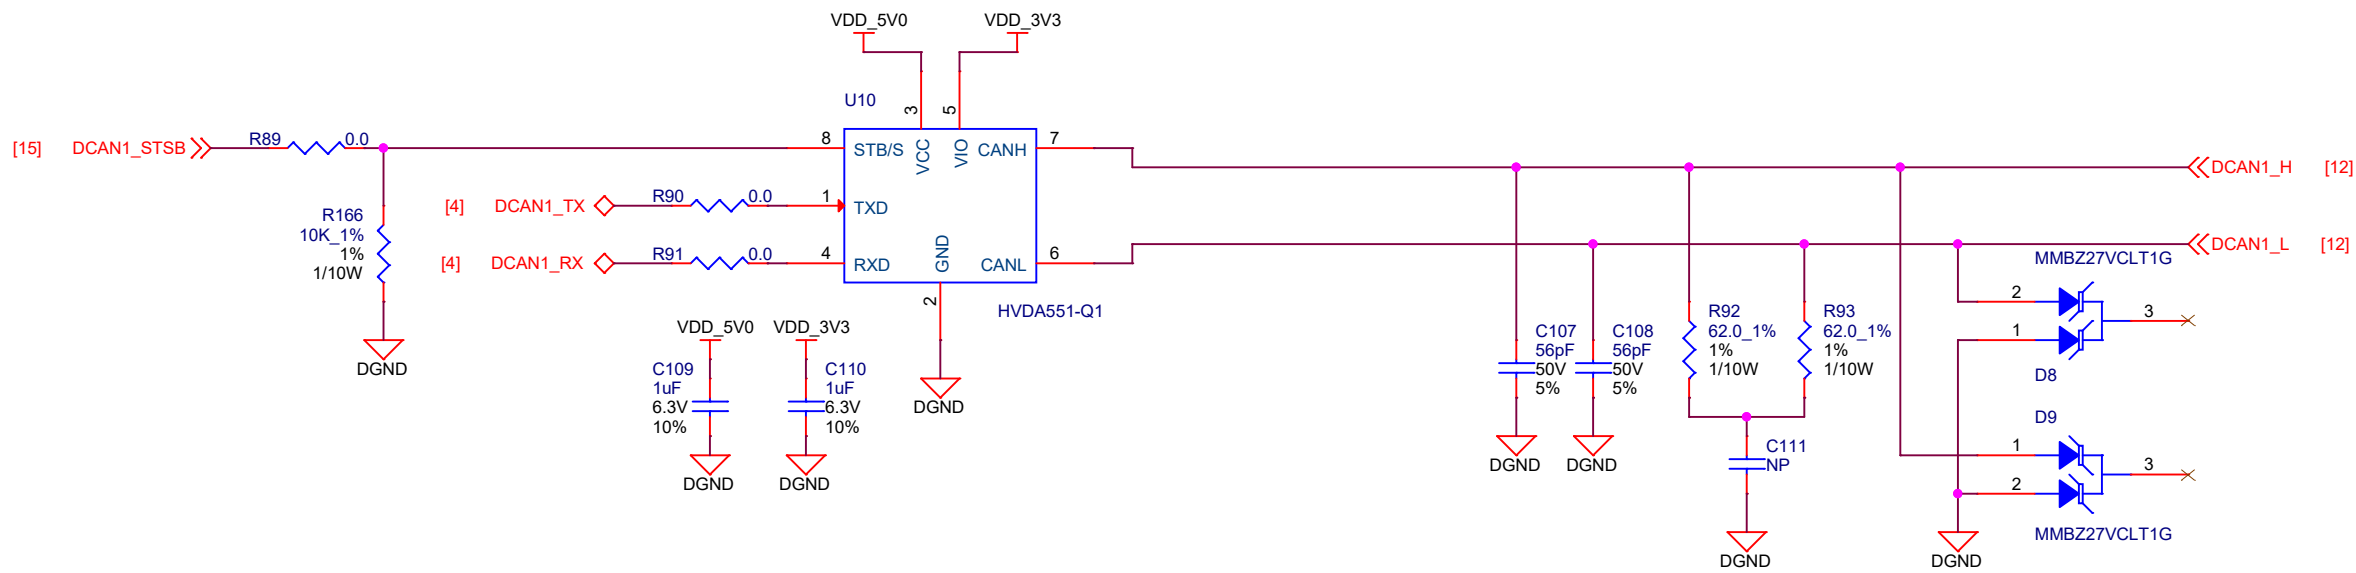 VDD_5V0
VDD_3V3
U10
3
5
[15] DCAN1_STSB
R89 0.0
8
STB/S
VCC
VIO
CANH
7
DCAN1_H [12]
[4] DCAN1_TX
R90 0.0
1
TXD
R166
10K_1%
1%
1/10W
DGND
[4] DCAN1_RX
R91 0.0
4
RXD
GND
CANL
6
DCAN1_L [12]
2
HVDA551-Q1
DGND
VDD_5V0
VDD_3V3
C109
1uF
6.3V
10%
DGND
C110
1uF
6.3V
10%
DGND
C107
56pF
50V
5%
DGND
C108
56pF
50V
5%
DGND
R92
62.0_1%
1%
1/10W
R93
62.0_1%
1%
1/10W
C111
NP
DGND
MMBZ27VCLT1G
2
1
3
D8
D9
1
2
3
MMBZ27VCLT1G
DGND